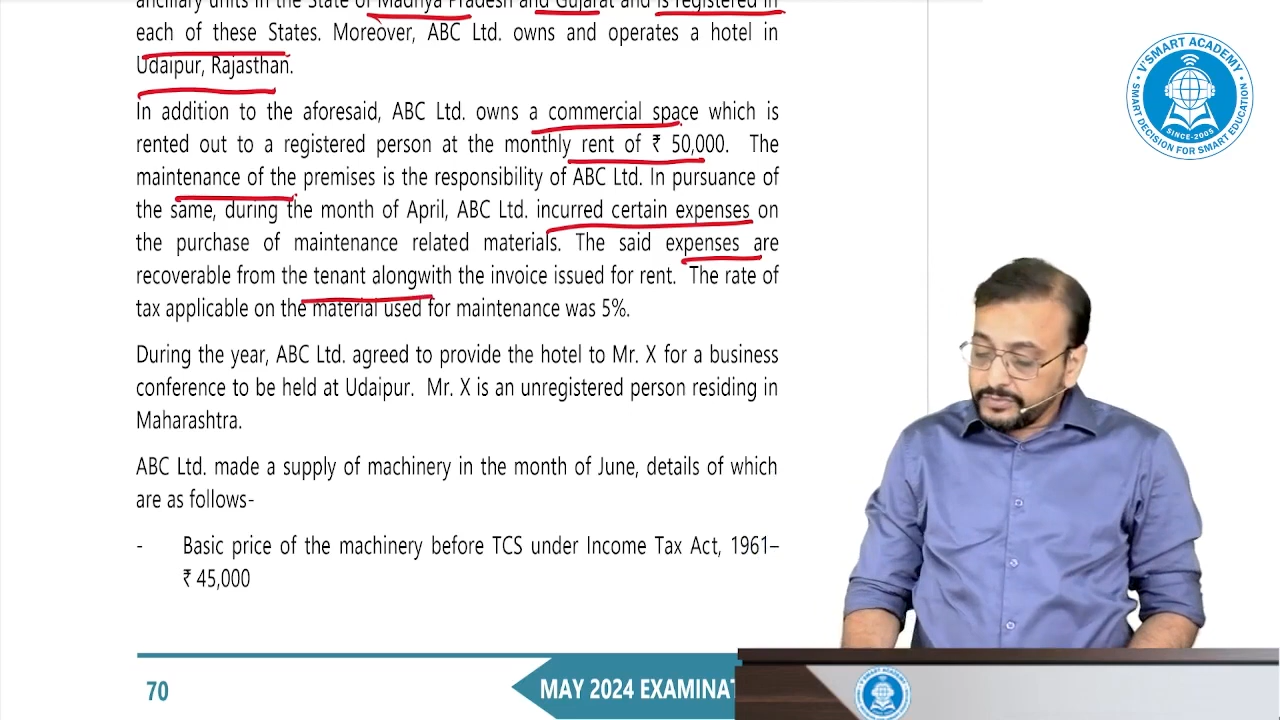 ancillary units in the State of Madhya Pradesh and Gujarat and is registered in
each of these States. Moreover, ABC Ltd. owns and operates a hotel in
Udaipur, Rajasthan.
In addition to the aforesaid, ABC Ltd. owns a commercial space which is
rented out to a registered person at the monthly rent of ₹ 50,000. The
maintenance of the premises is the responsibility of ABC Ltd. In pursuance of
the same, during the month of April, ABC Ltd. incurred certain expenses on
the purchase of maintenance related materials. The said expenses are
recoverable from the tenant alongwith the invoice issued for rent. The rate of
tax applicable on the material used for maintenance was 5%.
During the year, ABC Ltd. agreed to provide the hotel to Mr. X for a business
conference to be held at Udaipur. Mr. X is an unregistered person residing in
Maharashtra.
ABC Ltd. made a supply of machinery in the month of June, details of which
are as follows-
- Basic price of the machinery before TCS under Income Tax Act, 1961–
₹ 45,000
70
MAY 2024 EXAMINAT
V'SMART ACADEMY
SINCE-2005
SMART DECISION FOR SMART EDUCATION